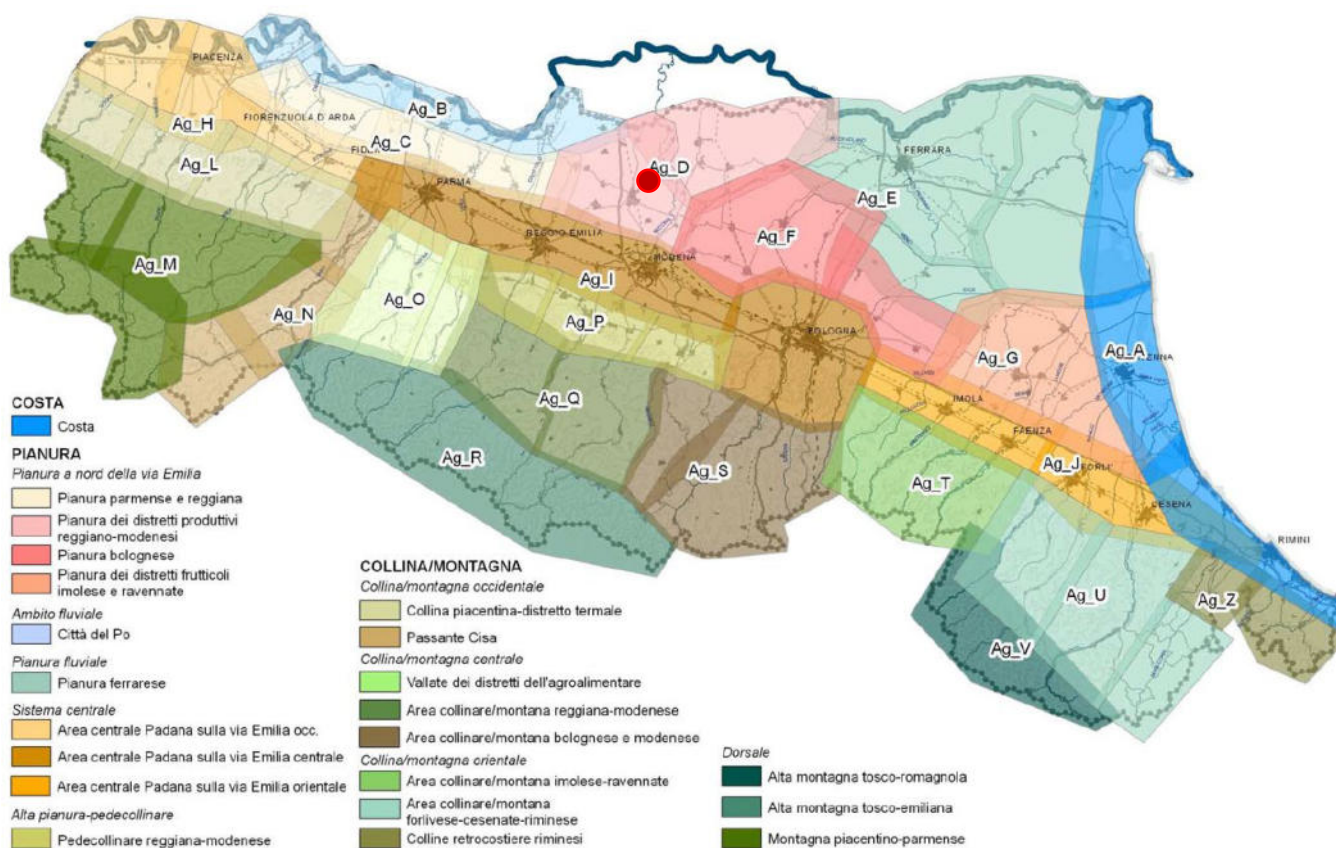 PIACENZA
Ag_B
Ag_H
FIORENZUOLA D'ARDA
Ag_C
Ag_L
PARMA
Ag_D
FERRARA
Ag_E
Ag_F
REGGIO EMILIA
MODENA
Ag_M
Ag_I
Ag_O
Ag_N
Ag_P
BOLOGNA
Ag_G
Ag_A
Ag_Q
IMOLA
FAENZA
Ag_R
Ag_S
Ag_J
Ag_T
RIMINI
Ag_U
Ag_Z
Ag_V
COSTA
Costa
PIANURA
Pianura a nord della via Emilia
Pianura parmense e reggiana
Pianura dei distretti produttivi
reggiano-modenesi
Pianura bolognese
Pianura dei distretti frutticoli
imolese e ravennate
Ambito fluviale
Città del Po
Pianura fluviale
Pianura ferrarese
Sistema centrale
Area centrale Padana sulla via Emilia occ.
Area centrale Padana sulla via Emilia centrale
Area centrale Padana sulla via Emilia orientale
Alta pianura-pedecollinare
Pedecollinare reggiana-modenese
COLLINA/MONTAGNA
Collina/montagna occidentale
Collina piacentina-distretto termale
Passante Cisa
Collina/montagna centrale
Vallate dei distretti dell'agroalimentare
Area collinare/montana reggiana-modenese
Area collinare/montana bolognese e modenese
Collina/montagna orientale
Area collinare/montana imolese-ravennate
Area collinare/montana
forlivese-cesenate-riminese
Colline retrocostiere riminesi
Dorsale
Alta montagna tosco-romagnola
Alta montagna tosco-emiliana
Montagna piacentino-parmense